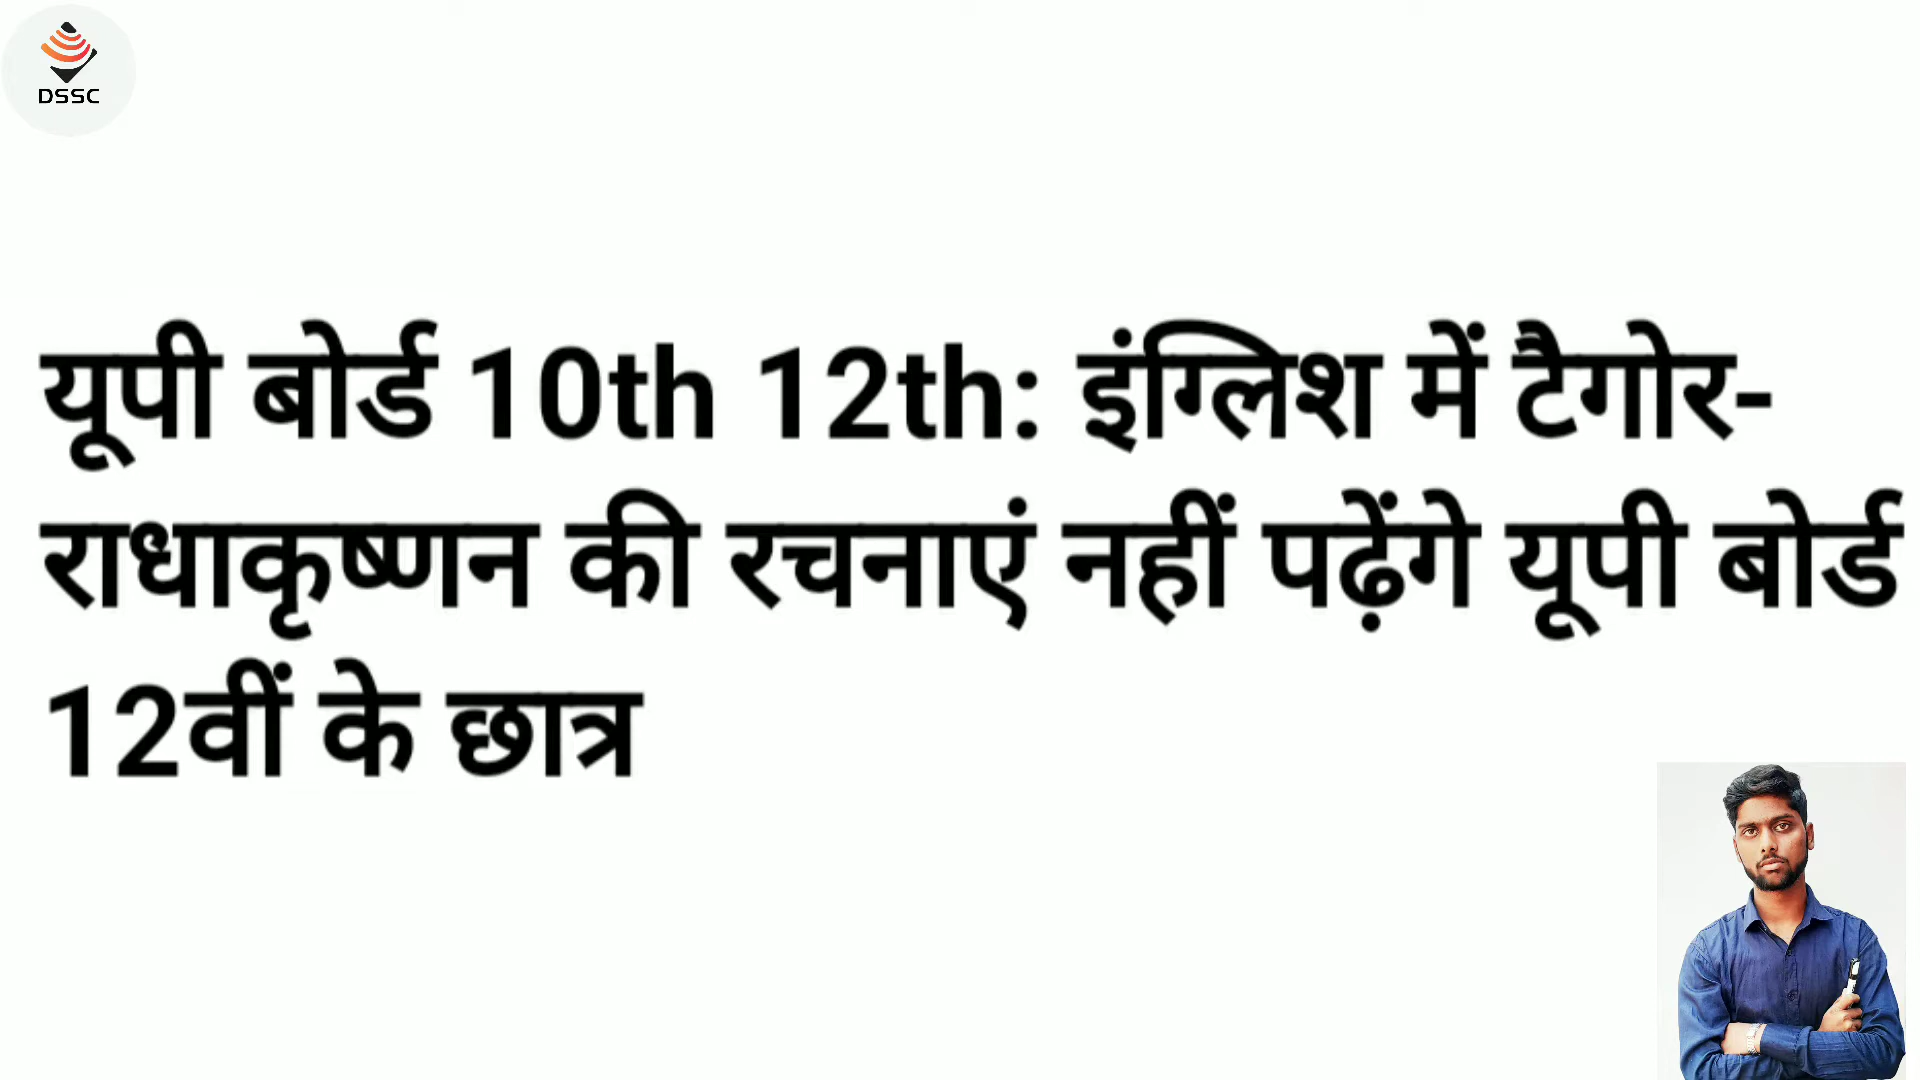 DSSC
यूपी बोर्ड 10th 12th: इंग्लिश में टैगोर-
राधाकृष्णन की रचनाएं नहीं पढ़ेंगे यूपी बोर्ड
12वीं के छात्र